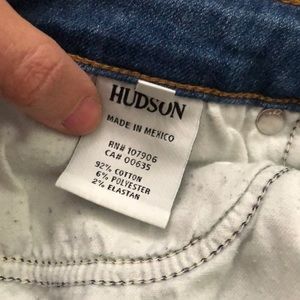 HUDSON
MADE IN MEXICO
RN# 107906
CA# 00635
92% COTTON
6% POLYESTER
2% ELASTAN